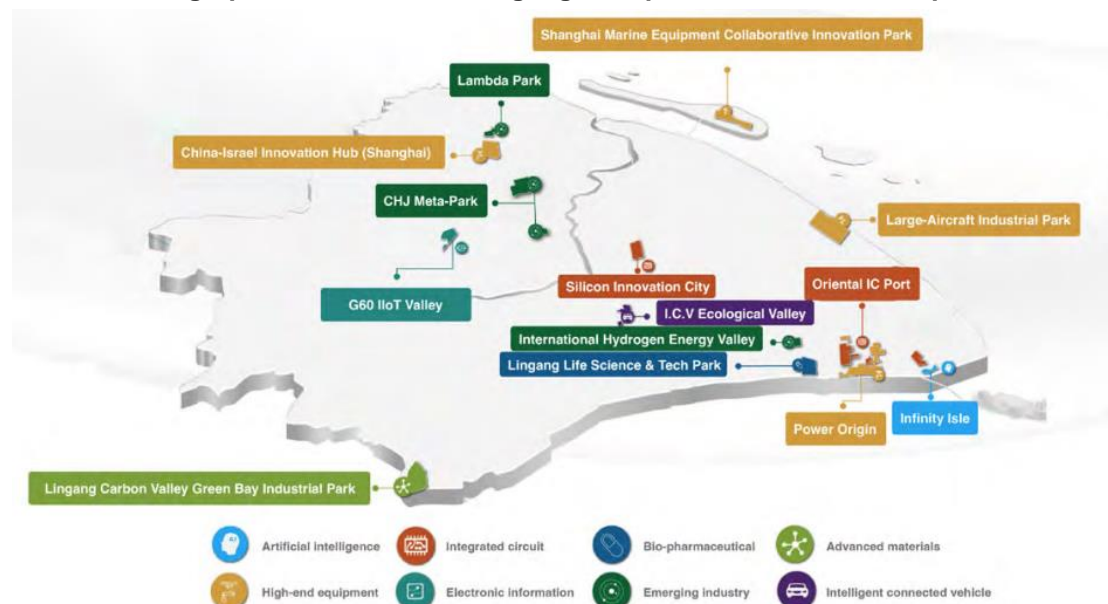 Shanghai Marine Equipment Collaborative Innovation Park
Lambda Park
China-Israel Innovation Hub (Shanghai)
CHJ Meta-Park
Large-Aircraft Industrial Park
Silicon Innovation City
Oriental IC Port
G60 IIoT Valley
I.C.V Ecological Valley
International Hydrogen Energy Valley
Lingang Life Science & Tech Park
Infinity Isle
Power Origin
Lingang Carbon Valley Green Bay Industrial Park
Artificial intelligence
Integrated circuit
Bio-pharmaceutical
Advanced materials
High-end equipment
Electronic information
Emerging industry
Intelligent connected vehicle